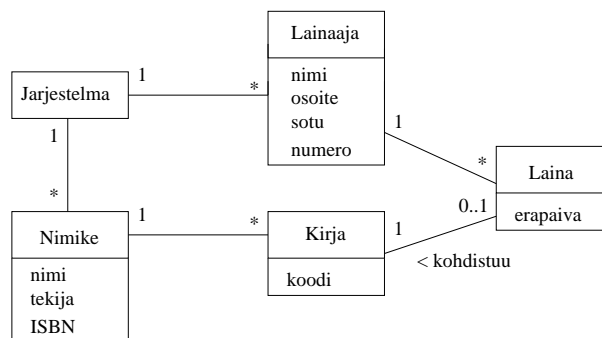 Lainaaja
nimi
osoite
sotu
numero
Jarjestelma
1
*
1
*
1
*
Laina
erapaiva
0..1
1
< kohdistuu
Nimike
nimi
tekija
ISBN
1
*
Kirja
koodi